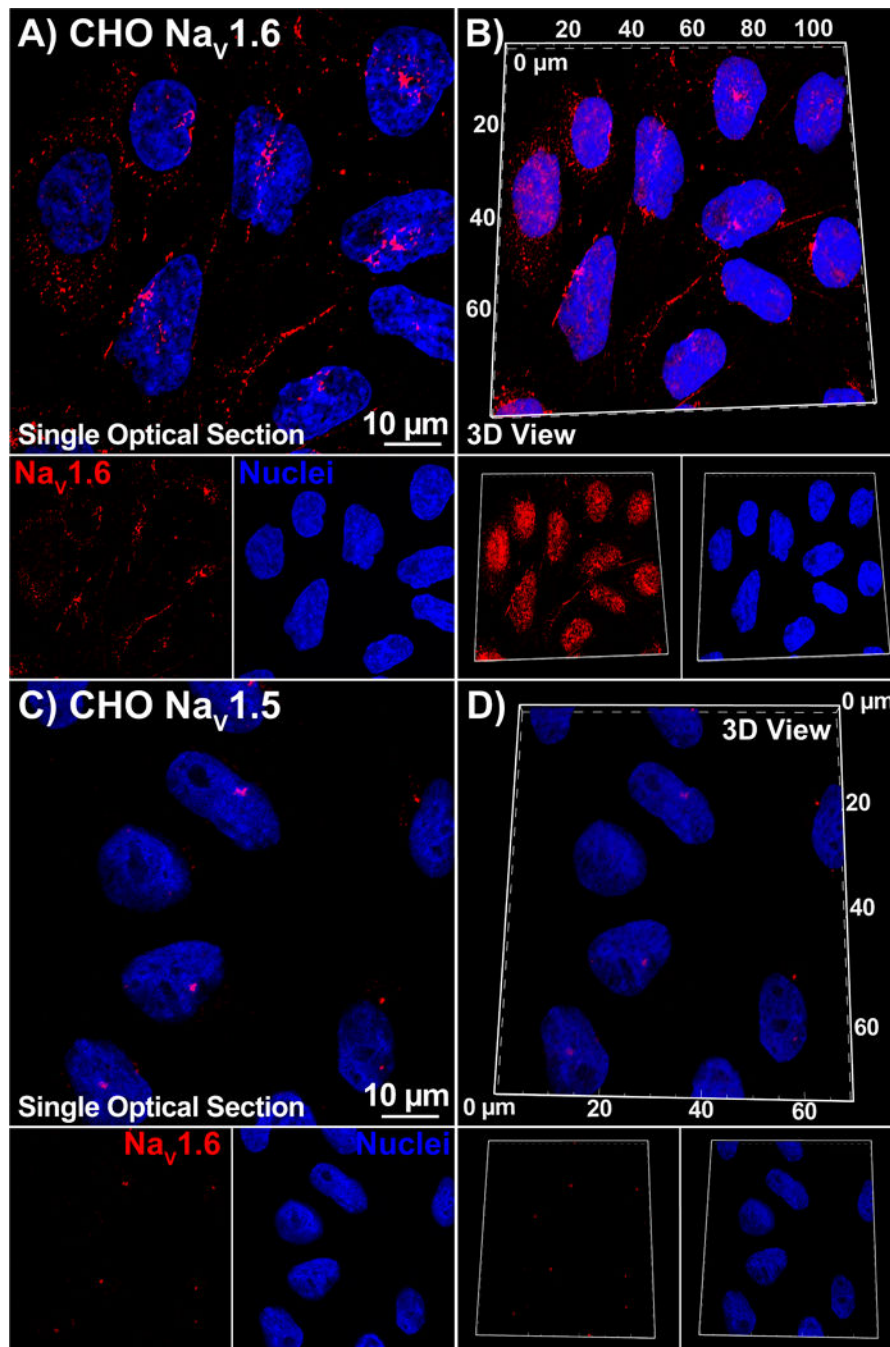 A) CHO Nav1.6
Single Optical Section
10 µm
Nav1.6
Nuclei
B)
20 40 60 80 100
0 µm
20
40
60
3D View
C) CHO Nav1.5
Single Optical Section
10 µm
Nav1.6
Nuclei
D)
0 µm
3D View
20
40
60
0 µm 20 40 60